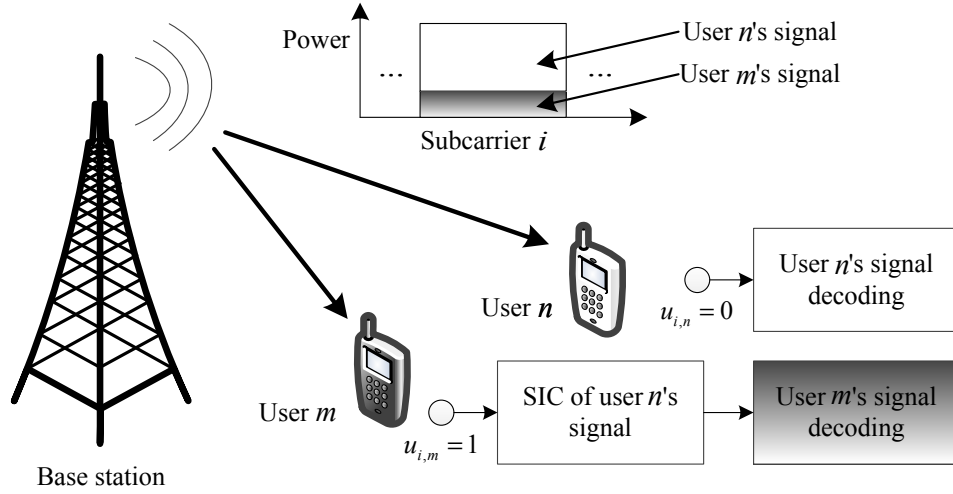 Power
User n's signal
...
...
User m's signal
Subcarrier i
User n
u_{i,n} = 0
User n's signal
decoding
User m
u_{i,m} = 1
SIC of user n's
signal
User m's signal
decoding
Base station